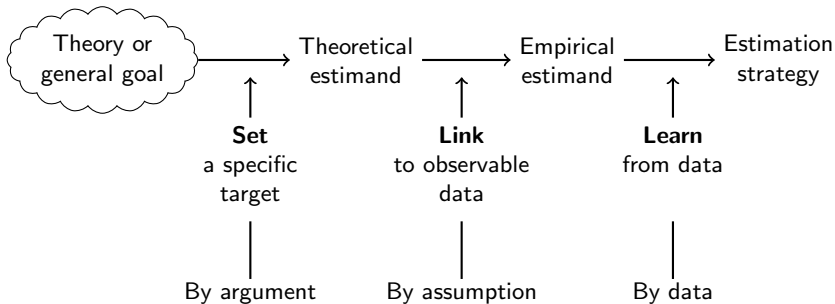 Theory or
general goal
Theoretical
estimand
Empirical
estimand
Estimation
strategy
Set
a specific
target
Link
to observable
data
Learn
from data
By argument
By assumption
By data